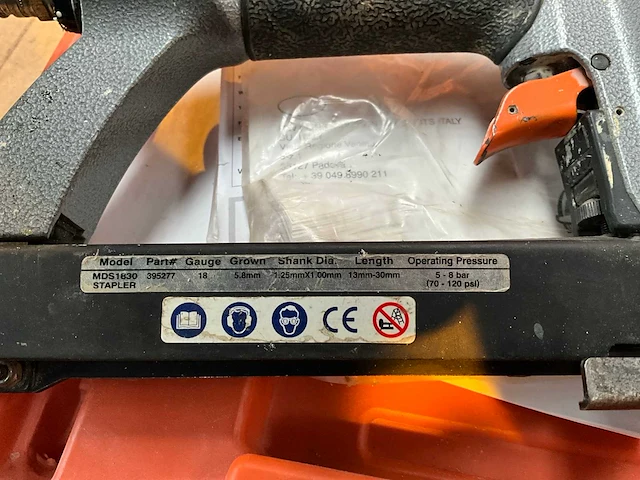 ITALY
Padova
+ 39 049 8990 211
Model Part# Gauge Grown Shank Dia. Length Operating Pressure
MDS1830 395277 18 5.8mm 1.25mmX1.00mm 13mm-30mm 5 - 8 bar
STAPLER (70 - 120 psi)
CE